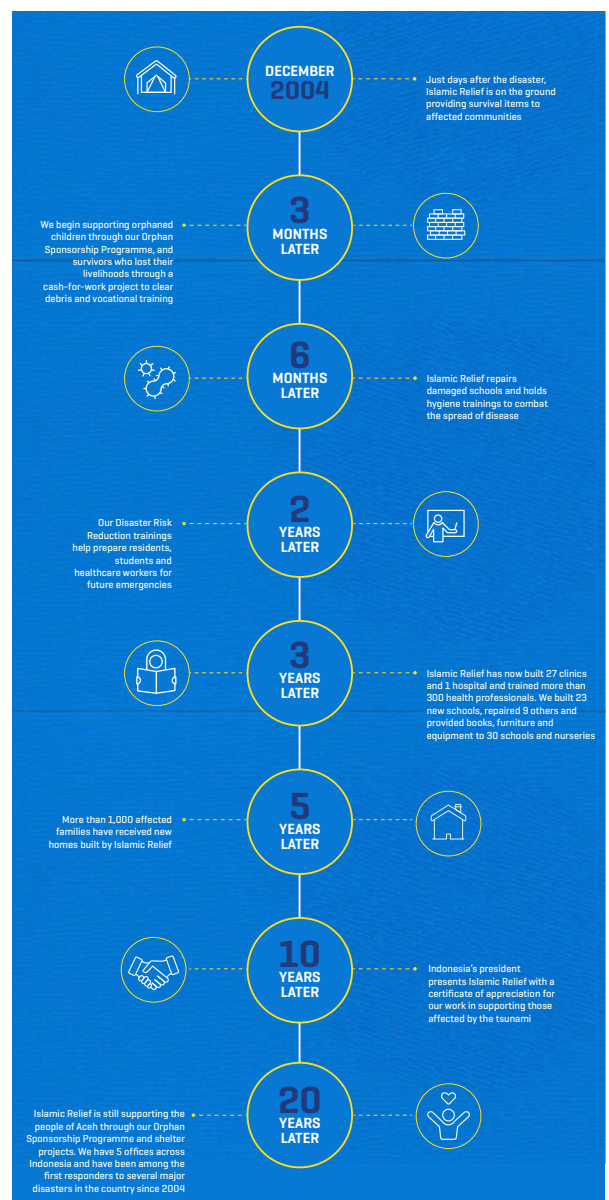 DECEMBER
2004
Just days after the disaster,
Islamic Relief is on the ground
providing survival items to
affected communities
3
MONTHS
LATER
We begin supporting orphaned
children through our Orphan
Sponsorship Programme, and
survivors who lost their
livelihoods through a
cash-for-work project to clear
debris and vocational training
6
MONTHS
LATER
Islamic Relief repairs
damaged schools and holds
hygiene trainings to combat
the spread of disease
2
YEARS
LATER
Our Disaster Risk
Reduction trainings
help prepare residents,
students and
healthcare workers for
future emergencies
3
YEARS
LATER
Islamic Relief has now built 27 clinics
and 1 hospital and trained more than
300 health professionals. We built 23
new schools, repaired 9 others and
provided books, furniture and
equipment to 30 schools and nurseries
5
YEARS
LATER
More than 1,000 affected
families have received new
homes built by Islamic Relief
10
YEARS
LATER
Indonesia's president
presents Islamic Relief with a
certificate of appreciation for
our work in supporting those
affected by the tsunami
20
YEARS
LATER
Islamic Relief is still supporting the
people of Aceh through our Orphan
Sponsorship Programme and shelter
projects. We have 5 offices across
Indonesia and have been among the
first responders to several major
disasters in the country since 2004